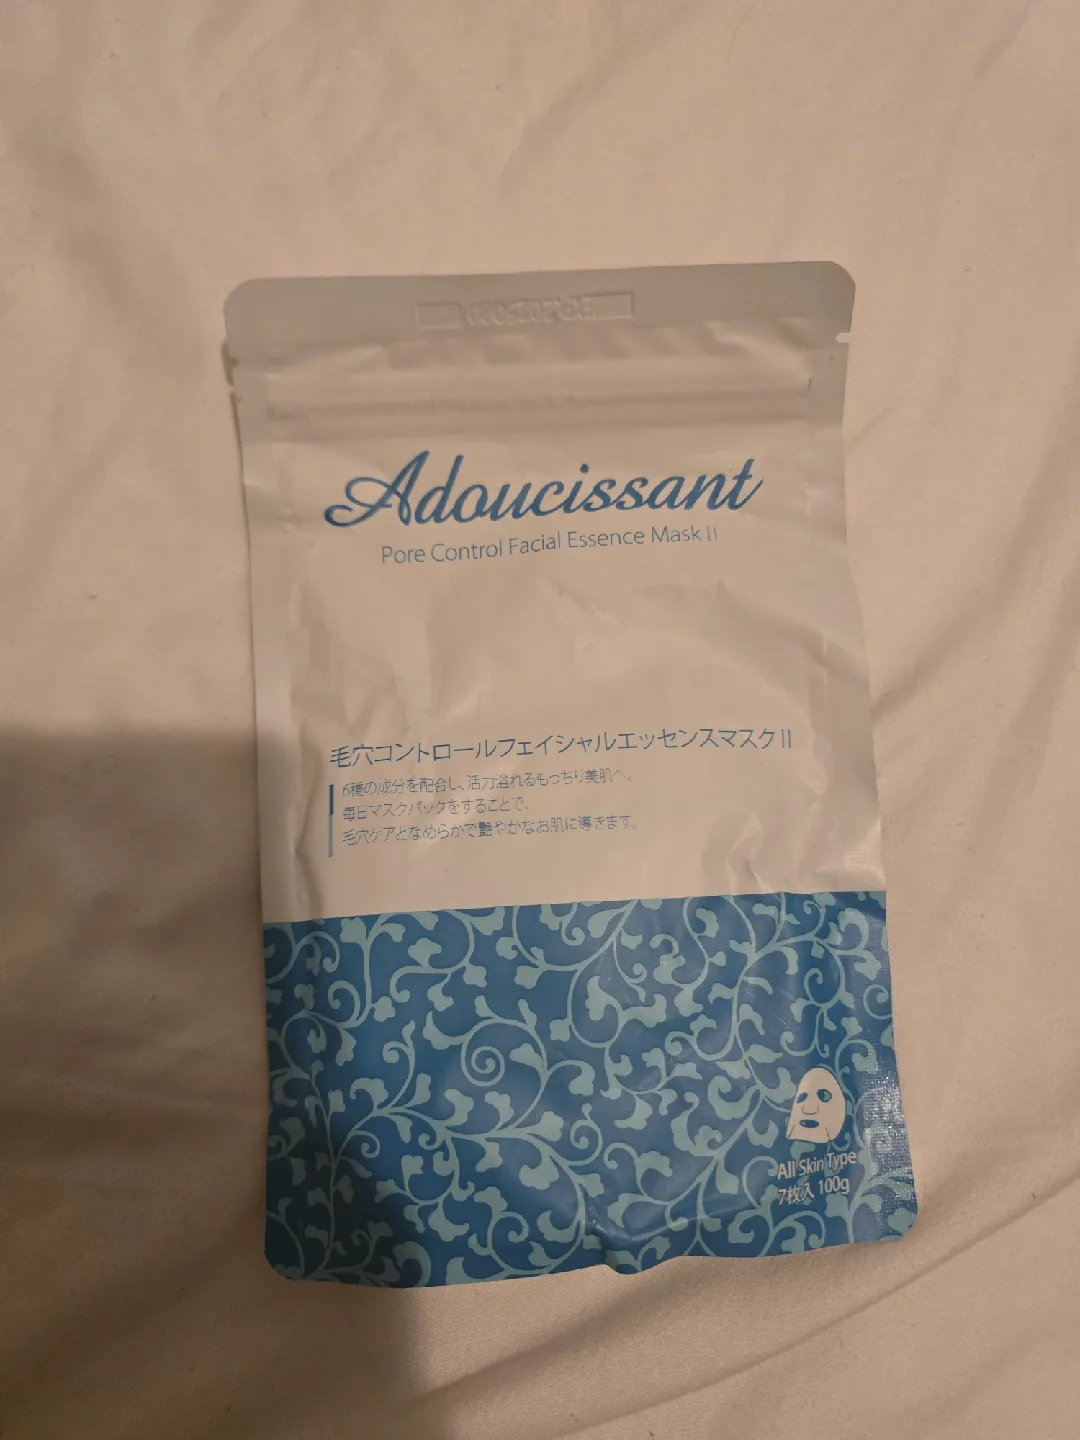 Adoucissant
Pore Control Facial Essence Mask II
毛穴コントロールフェイシャルエッセンスマスクII
6種の成分を配合し、活力溢れるもっちり美肌へ。
毎日マスクパックをすることで、
毛穴ケアとなめらかで艶やかなお肌に導きます。
All Skin Type
7枚入 100g